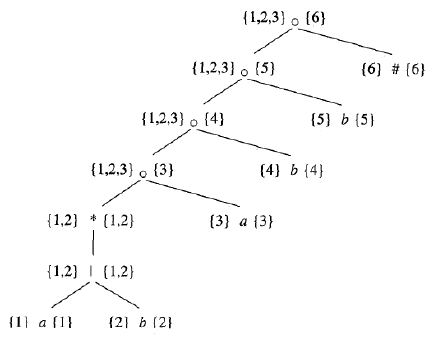 {1,2,3} ○ {6}
{1,2,3} ○ {5} {6} # {6}
{1,2,3} ○ {4} {5} b {5}
{1,2,3} ○ {3} {4} b {4}
{1,2} * {1,2} {3} a {3}
{1,2} | {1,2}
{1} a {1} {2} b {2}